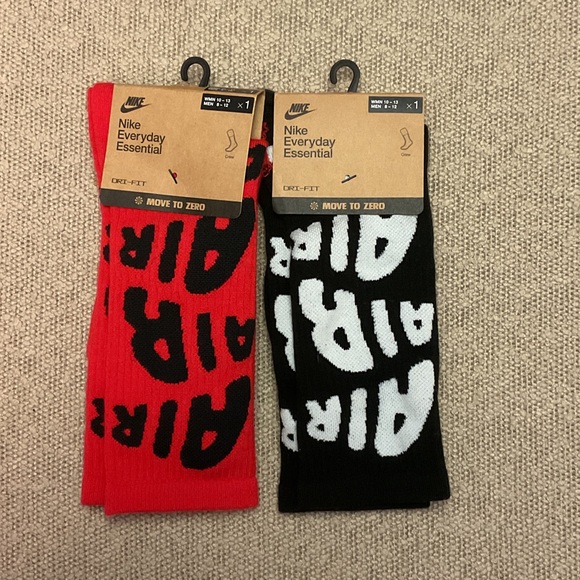 NIKE
WMN 10 - 13
MEN 8 - 12
x 1
Nike
Everyday
Essential
Crew
DRI-FIT
MOVE TO ZERO
AIR
AIR
AIR
NIKE
WMN 10 - 13
MEN 8 - 12
x 1
Nike
Everyday
Essential
Crew
DRI-FIT
MOVE TO ZERO
AIR
AIR
AIR